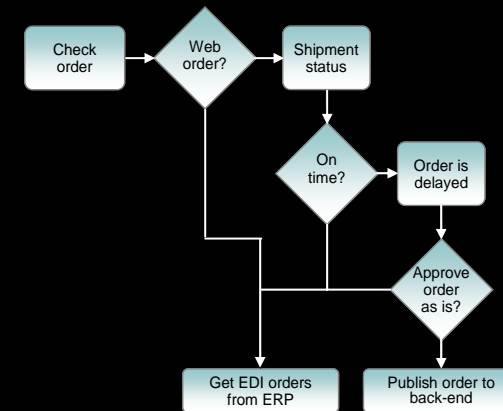 Check
order
Web
order?
Shipment
status
On
time?
Order is
delayed
Approve
order
as is?
Get EDI orders
from ERP
Publish order to
back-end